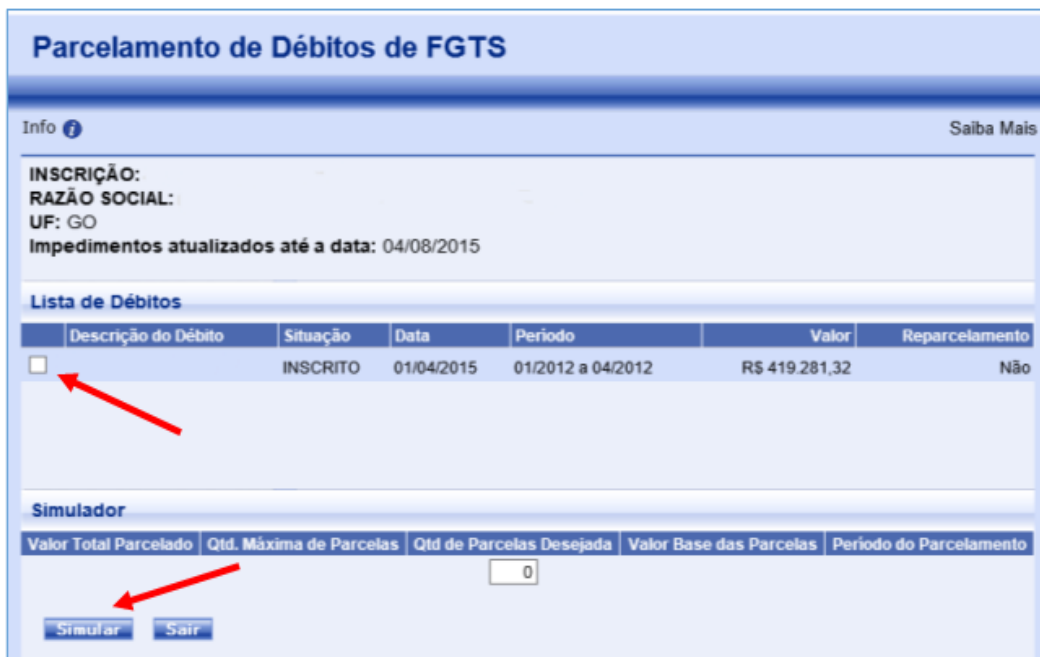 Parcelamento de Débitos de FGTS
Info i Saiba Mais
INSCRIÇÃO:
RAZÃO SOCIAL:
UF: GO
Impedimentos atualizados até a data: 04/08/2015
Lista de Débitos
Descrição do Débito Situação Data Período Valor Reparcelamento
INSCRITO 01/04/2015 01/2012 a 04/2012 R$ 419.281,32 Não
Simulador
Valor Total Parcelado Qtd. Máxima de Parcelas Qtd de Parcelas Desejada Valor Base das Parcelas Período do Parcelamento
0
Simular Sair